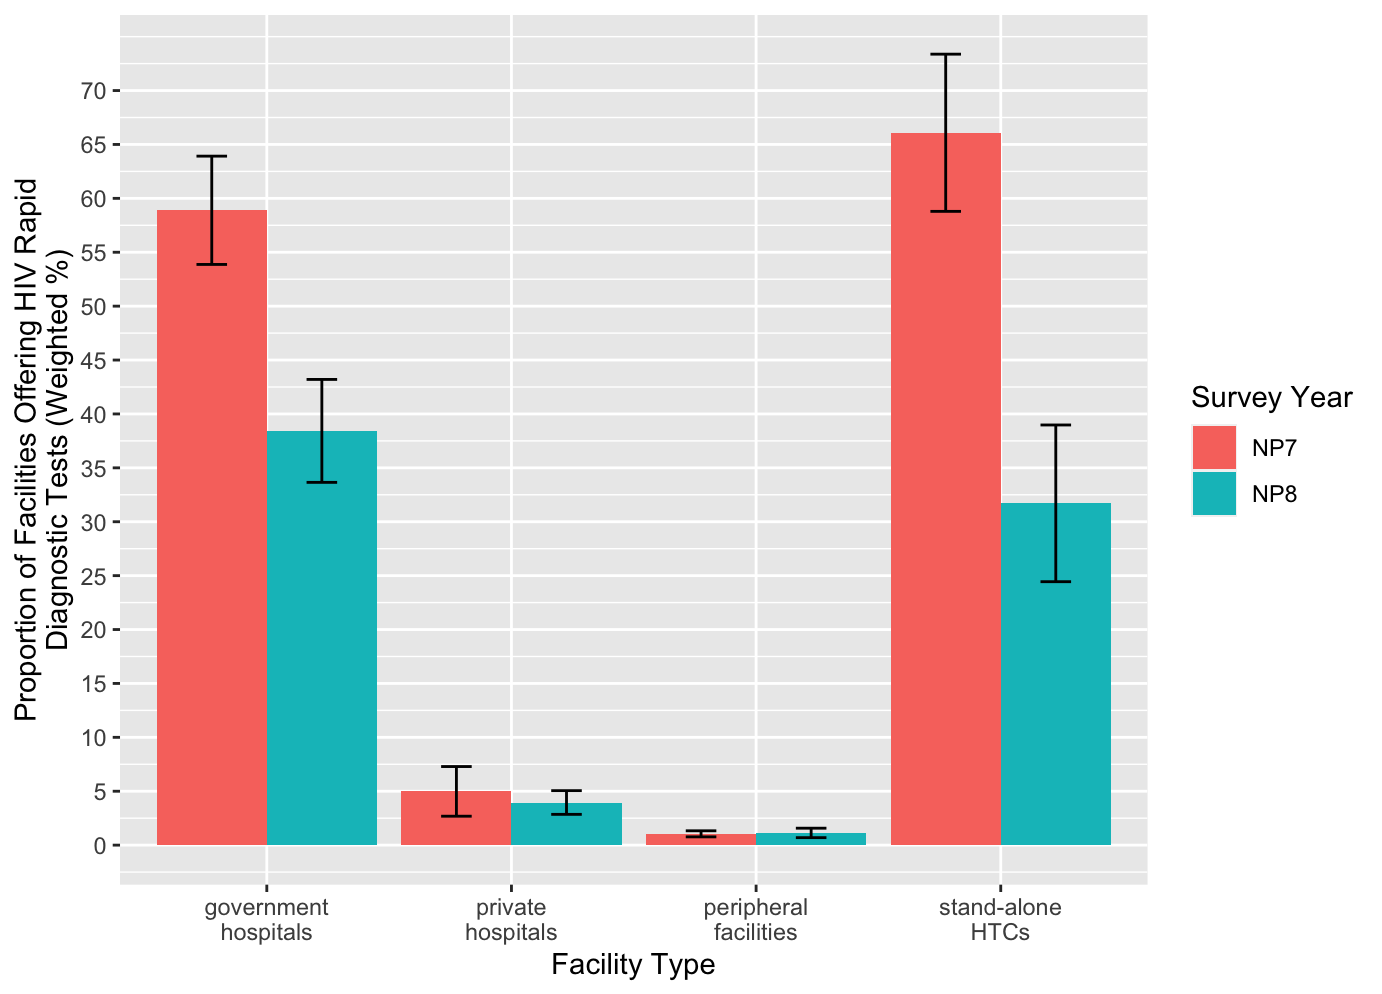 Proportion of Facilities Offering HIV Rapid
Diagnostic Tests (Weighted %)
70
65
60
55
50
45
40
35
30
25
20
15
10
5
0
government
hospitals
private
hospitals
peripheral
facilities
stand-alone
HTCs
Facility Type
Survey Year
NP7
NP8